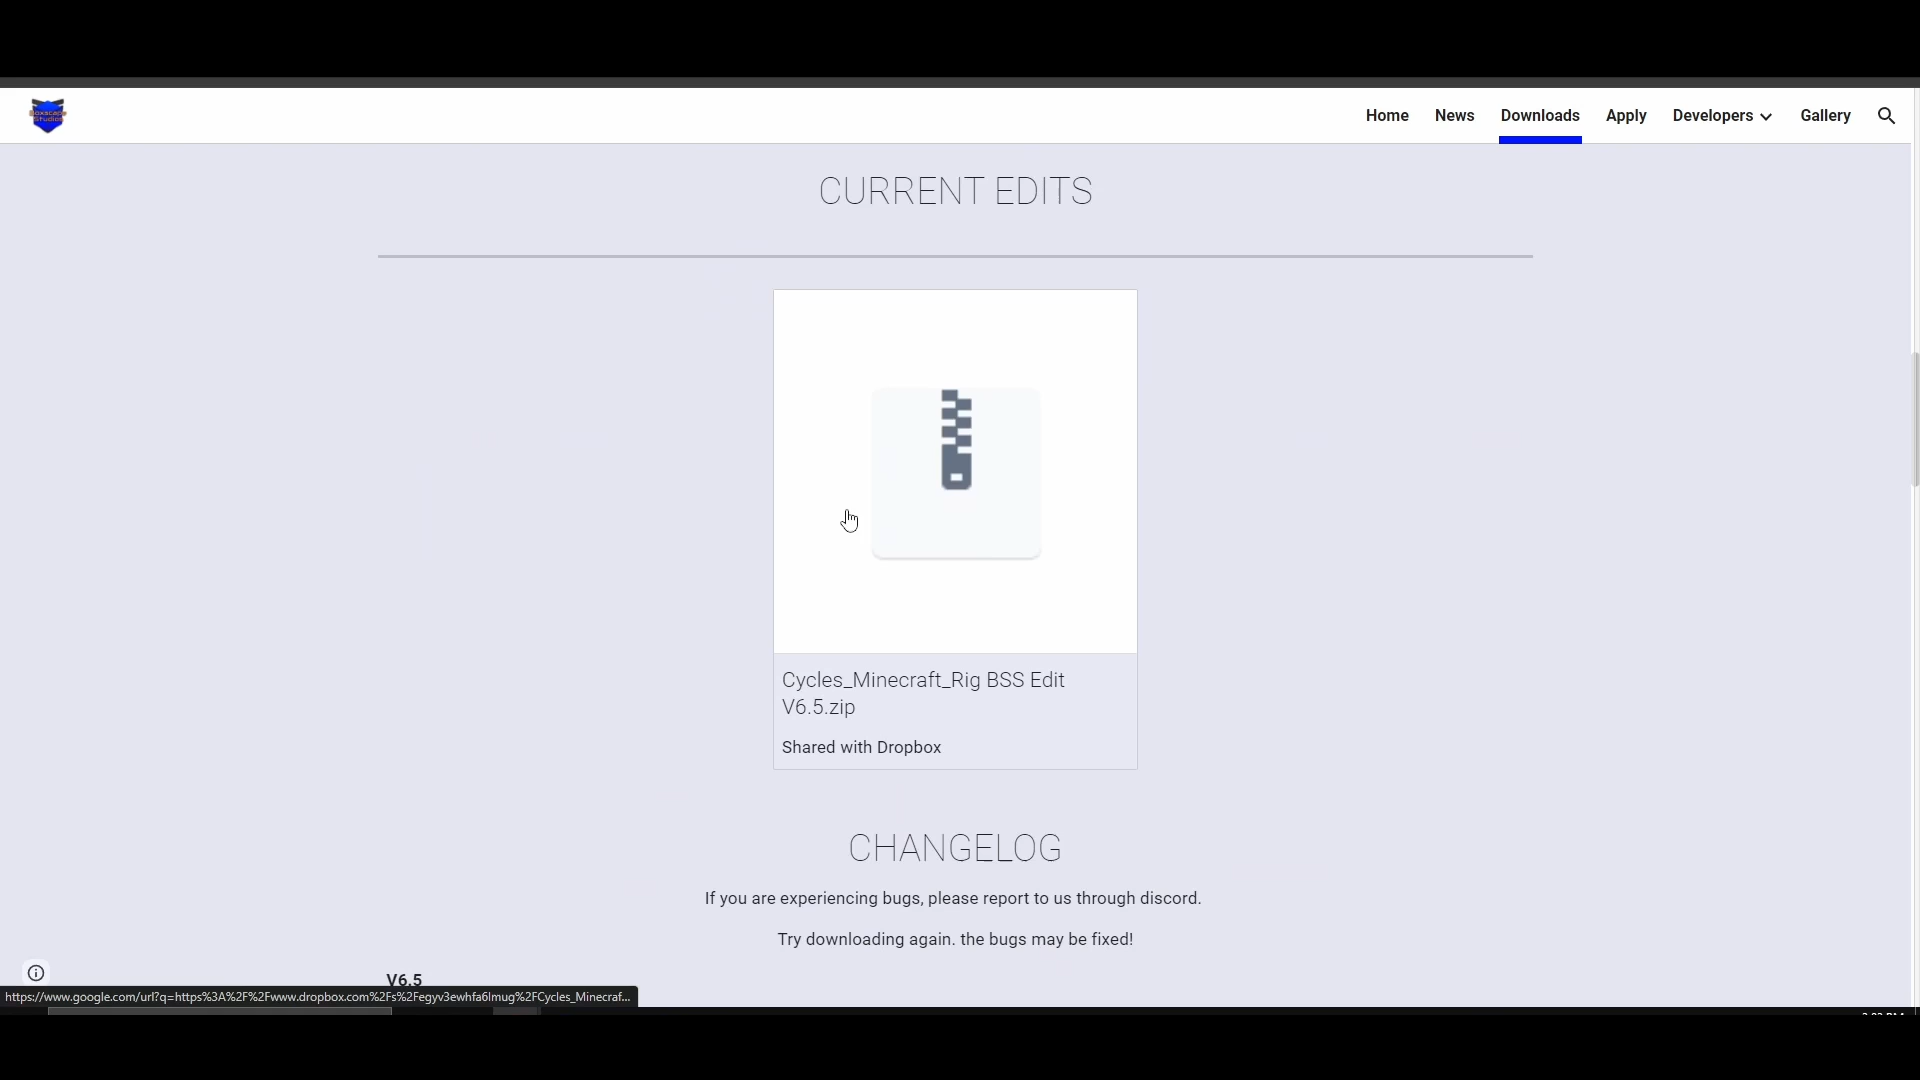 Home News Downloads Apply Developers Gallery
CURRENT EDITS
Cycles_Minecraft_Rig BSS Edit
V6.5.zip
Shared with Dropbox
CHANGELOG
If you are experiencing bugs, please report to us through discord.
Try downloading again. the bugs may be fixed!
V6.5
https://www.google.com/url?q=https%3A%2F%2Fwww.dropbox.com%2Fs%2Fegyv3ewhfa6lmug%2FCycles_Minecraf...